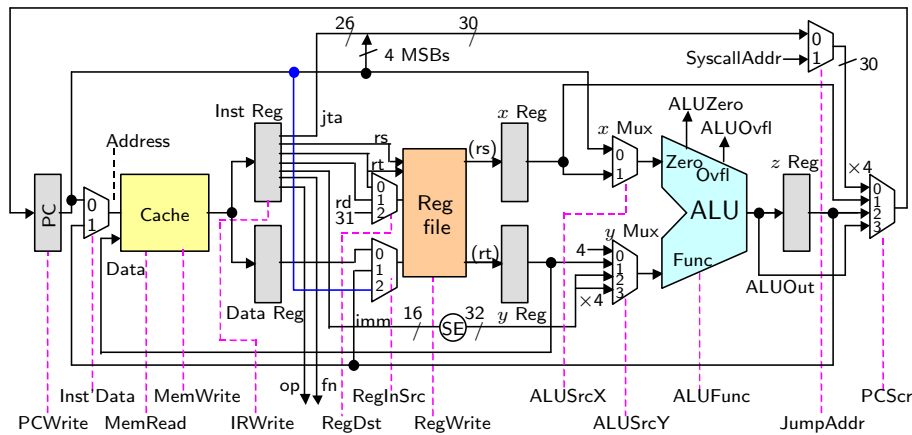 26
30
4 MSBs
SyscallAddr
0
1
30
Inst Reg
jta
x Reg
ALUZero
ALUOvfl
Address
rs
rt
(rs)
x Mux
0
1
Zero
Ovfl
z Reg
×4
PC
0
1
Cache
rd
31
0
1
2
Reg
file
ALU
0
1
2
3
Data
0
1
2
(rt)
4
y Mux
0
1
2
3
Func
×4
ALUOut
Data Reg
imm
16
SE
32
y Reg
op
fn
Inst Data
MemWrite
RegInSrc
ALUSrcX
ALUFunc
PCScr
PCWrite
MemRead
IRWrite
RegDst
RegWrite
ALUSrcY
JumpAddr